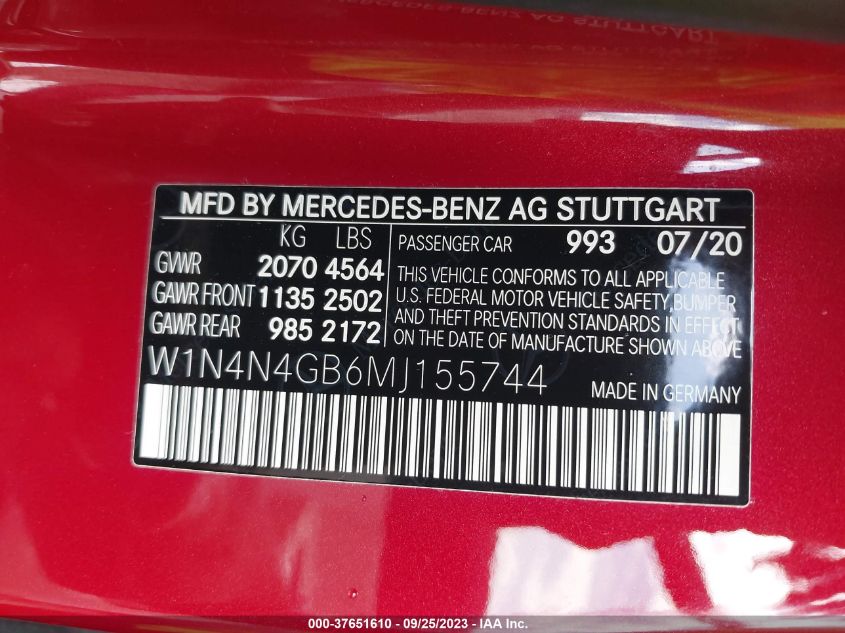 MFD BY MERCEDES-BENZ AG STUTTGART
KG LBS
GVWR 2070 4564
GAWR FRONT 1135 2502
GAWR REAR 985 2172
PASSENGER CAR 993 07/20
THIS VEHICLE CONFORMS TO ALL APPLICABLE
U.S. FEDERAL MOTOR VEHICLE SAFETY, BUMPER
AND THEFT PREVENTION STANDARDS IN EFFECT
ON THE DATE OF MANUFACTURE SHOWN ABOVE.
W1N4N4GB6MJ155744 MADE IN GERMANY
000-37651610 - 09/25/2023 - IAA Inc.